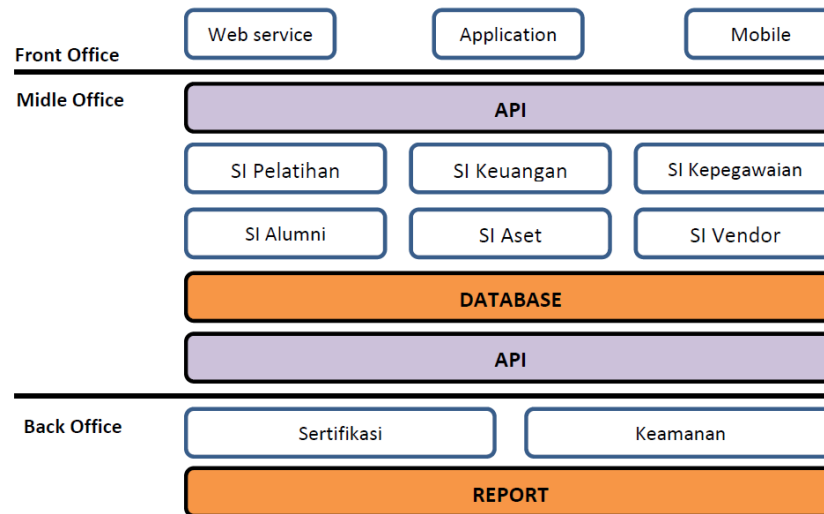 Web service
Application
Mobile
Front Office
Midle Office
API
SI Pelatihan
SI Keuangan
SI Kepegawaian
SI Alumni
SI Aset
SI Vendor
DATABASE
API
Back Office
Sertifikasi
Keamanan
REPORT